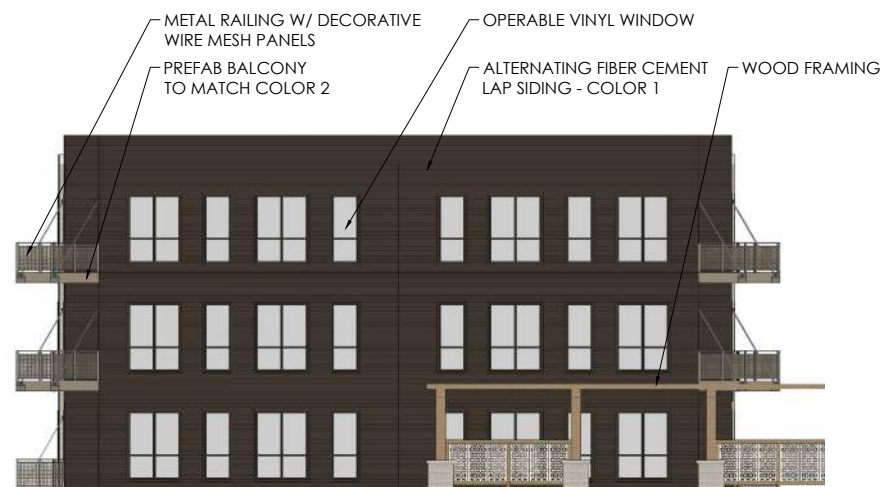 METAL RAILING W/ DECORATIVE
WIRE MESH PANELS
PREFAB BALCONY
TO MATCH COLOR 2
OPERABLE VINYL WINDOW
ALTERNATING FIBER CEMENT
LAP SIDING - COLOR 1
WOOD FRAMING